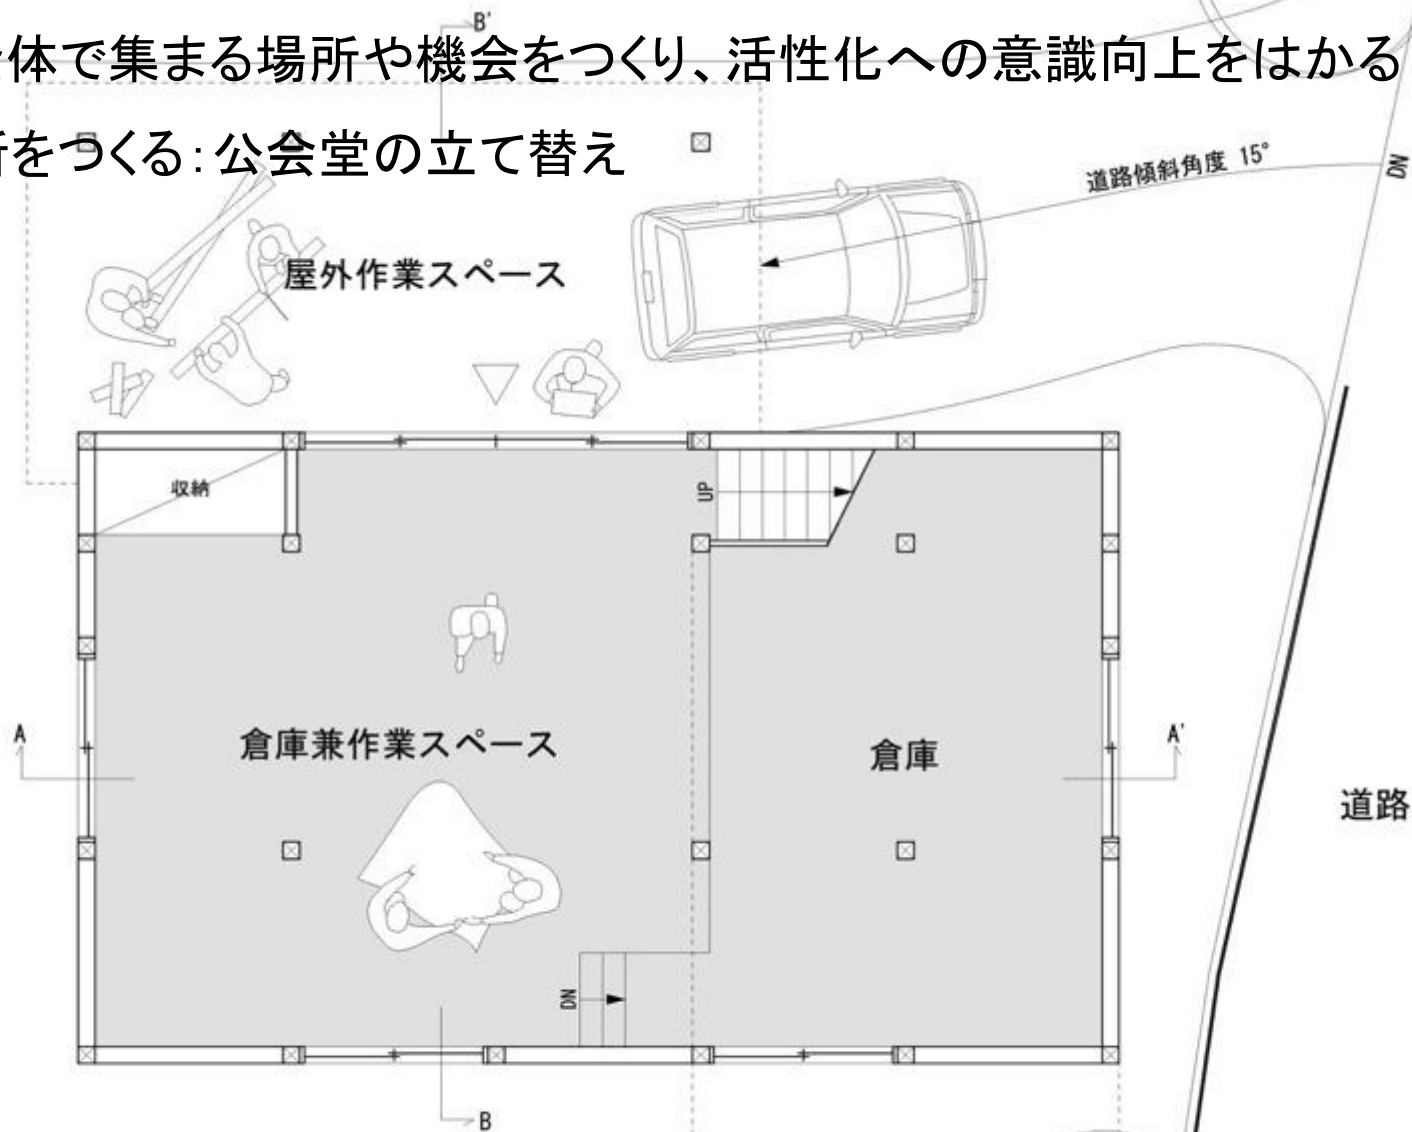 B'
体で集まる場所や機会をつくり、活性化への意識向上をはかる
をつくる：公会堂の立て替え
道路傾斜角度 15°
DN
屋外作業スペース
収納
UP
A
倉庫兼作業スペース
倉庫
A'
道路
DN
B